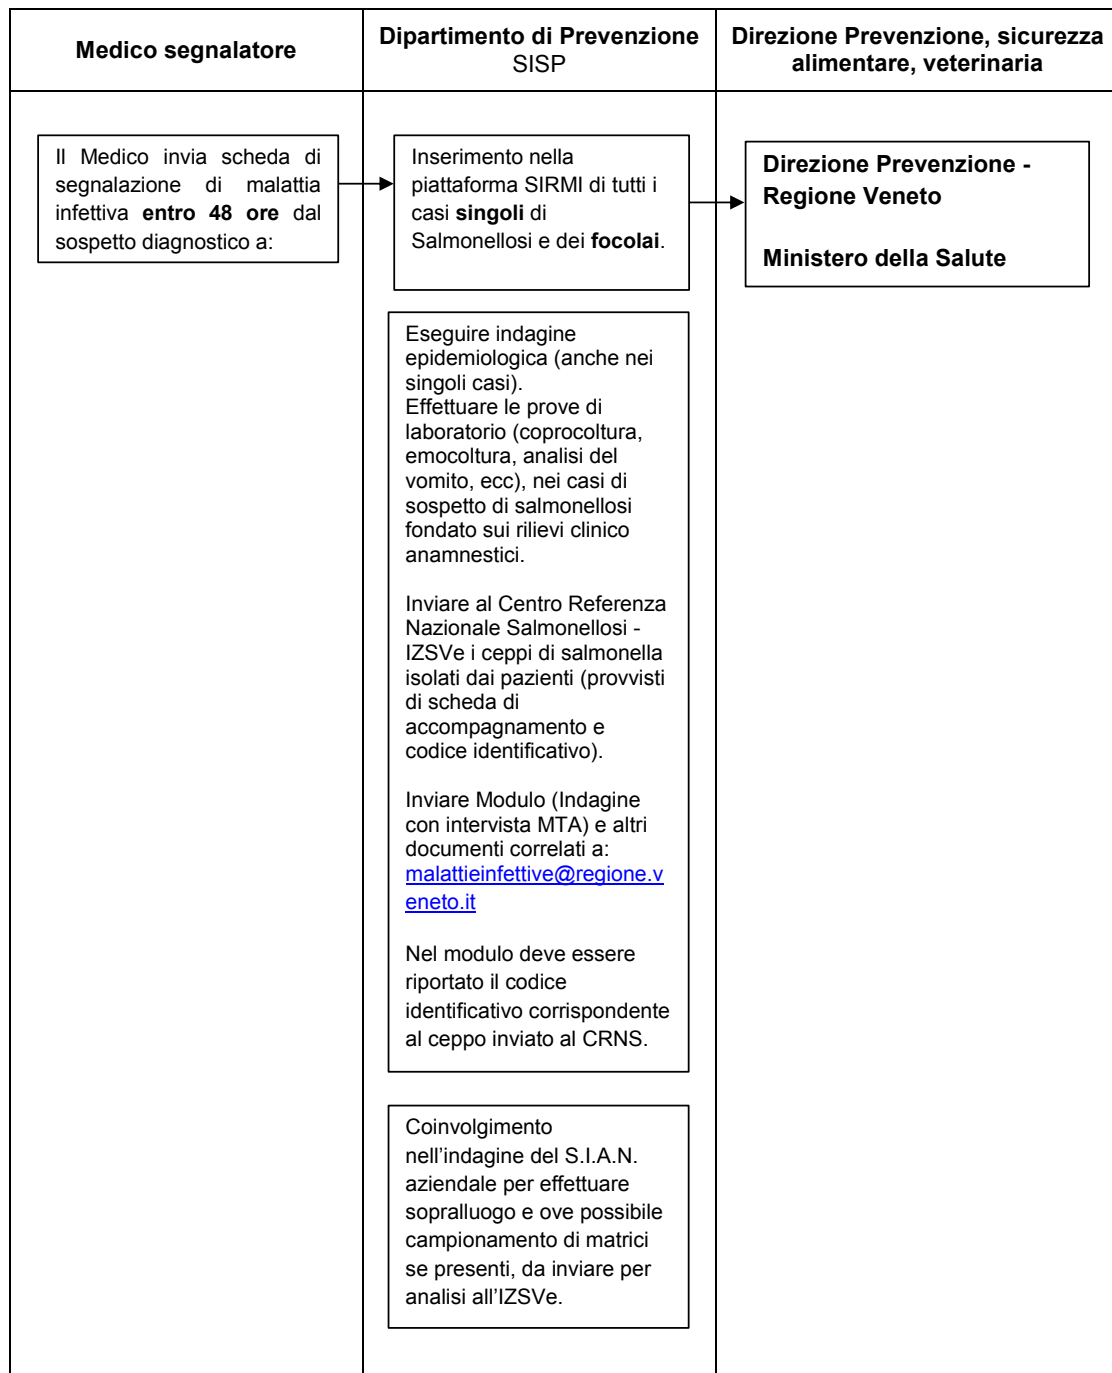 Medico segnalatore
Dipartimento di Prevenzione
SISP
Direzione Prevenzione, sicurezza
alimentare, veterinaria
Il Medico invia scheda di
segnalazione di malattia
infettiva entro 48 ore dal
sospetto diagnostico a:
Inserimento nella
piattaforma SIRMI di tutti i
casi singoli di
Salmonellosi e dei focolai.
Direzione Prevenzione -
Regione Veneto
Ministero della Salute
Eseguire indagine
epidemiologica (anche nei
singoli casi).
Effettuare le prove di
laboratorio (coprocoltura,
emocoltura, analisi del
vomito, ecc), nei casi di
sospetto di salmonellosi
fondato sui rilievi clinico
anamnestici.
Inviare al Centro Referenza
Nazionale Salmonellosi -
IZSVe i ceppi di salmonella
isolati dai pazienti (provvisti
di scheda di
accompagnamento e
codice identificativo).
Inviare Modulo (Indagine
con intervista MTA) e altri
documenti correlati a:
malattieinfettive@regione.v
eneto.it
Nel modulo deve essere
riportato il codice
identificativo corrispondente
al ceppo inviato al CRNS.
Coinvolgimento
nell’indagine del S.I.A.N.
aziendale per effettuare
sopralluogo e ove possibile
campionamento di matrici
se presenti, da inviare per
analisi all’IZSVe.